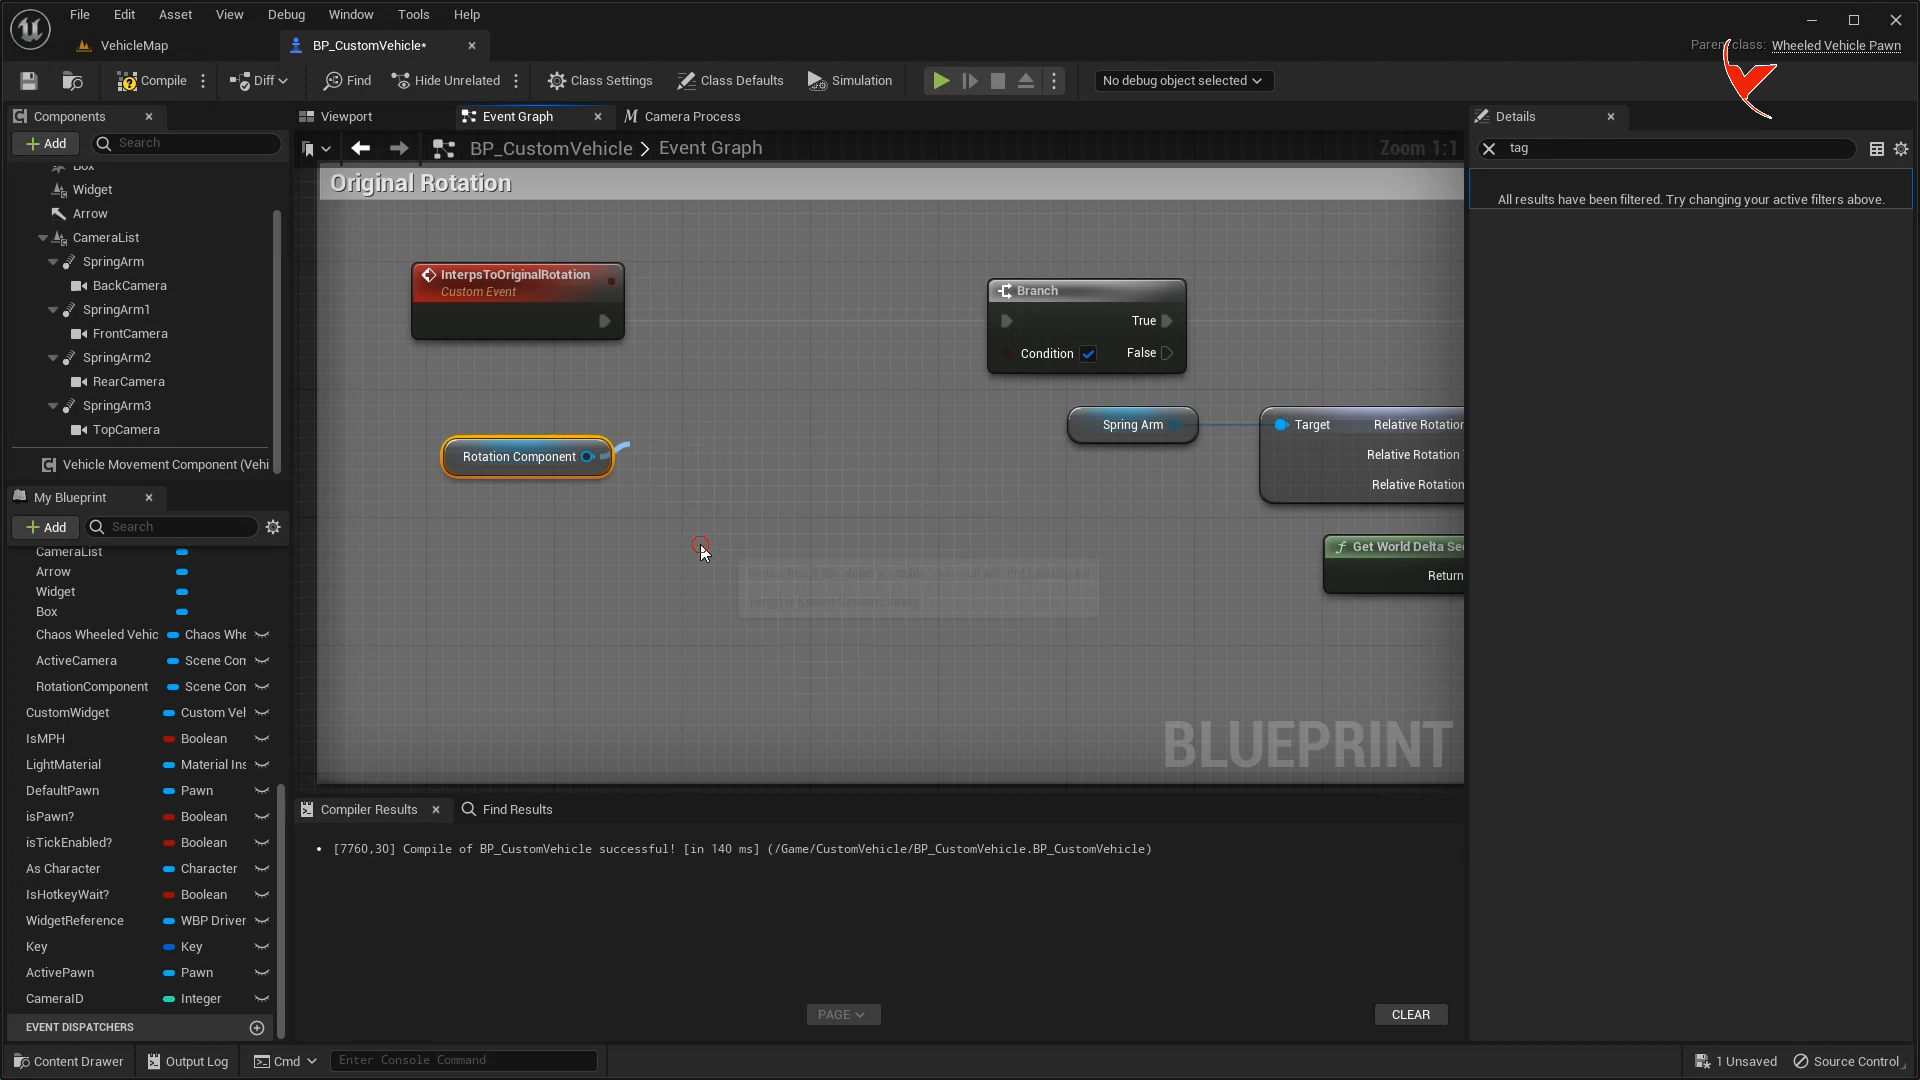 File Edit Asset View Debug Window Tools Help
VehicleMap
BP_CustomVehicle*
Parent class: Wheeled Vehicle Pawn
Compile
Diff
Find
Hide Unrelated
Class Settings
Class Defaults
Simulation
No debug object selected
Components
Add
Search
Box
Widget
Arrow
CameraList
SpringArm
BackCamera
SpringArm1
FrontCamera
SpringArm2
RearCamera
SpringArm3
TopCamera
Vehicle Movement Component (Vehi
My Blueprint
Add
Search
CameraList
Arrow
Widget
Box
Chaos Wheeled Vehic Chaos Whe
ActiveCamera Scene Com
RotationComponent Scene Com
CustomWidget Custom Vel
IsMPH Boolean
LightMaterial Material Ins
DefaultPawn Pawn
isPawn? Boolean
isTickEnabled? Boolean
As Character Character
IsHotkeyWait? Boolean
WidgetReference WBP Driver
Key Key
ActivePawn Pawn
CameraID Integer
EVENT DISPATCHERS
Viewport
Event Graph
Camera Process
BP_CustomVehicle > Event Graph
Zoom 1:1
Original Rotation
InterpsToOriginalRotation
Custom Event
Branch
True
Condition
False
Spring Arm
Target
Relative Rotation
Relative Rotation
Relative Rotation
Rotation Component
Get World Delta Sec
Return
BLUEPRINT
Compiler Results
Find Results
• [7760,30] Compile of BP_CustomVehicle successful! [in 140 ms] (/Game/CustomVehicle/BP_CustomVehicle.BP_CustomVehicle)
PAGE
CLEAR
Details
tag
All results have been filtered. Try changing your active filters above.
Content Drawer
Output Log
Cmd
Enter Console Command
1 Unsaved
Source Control